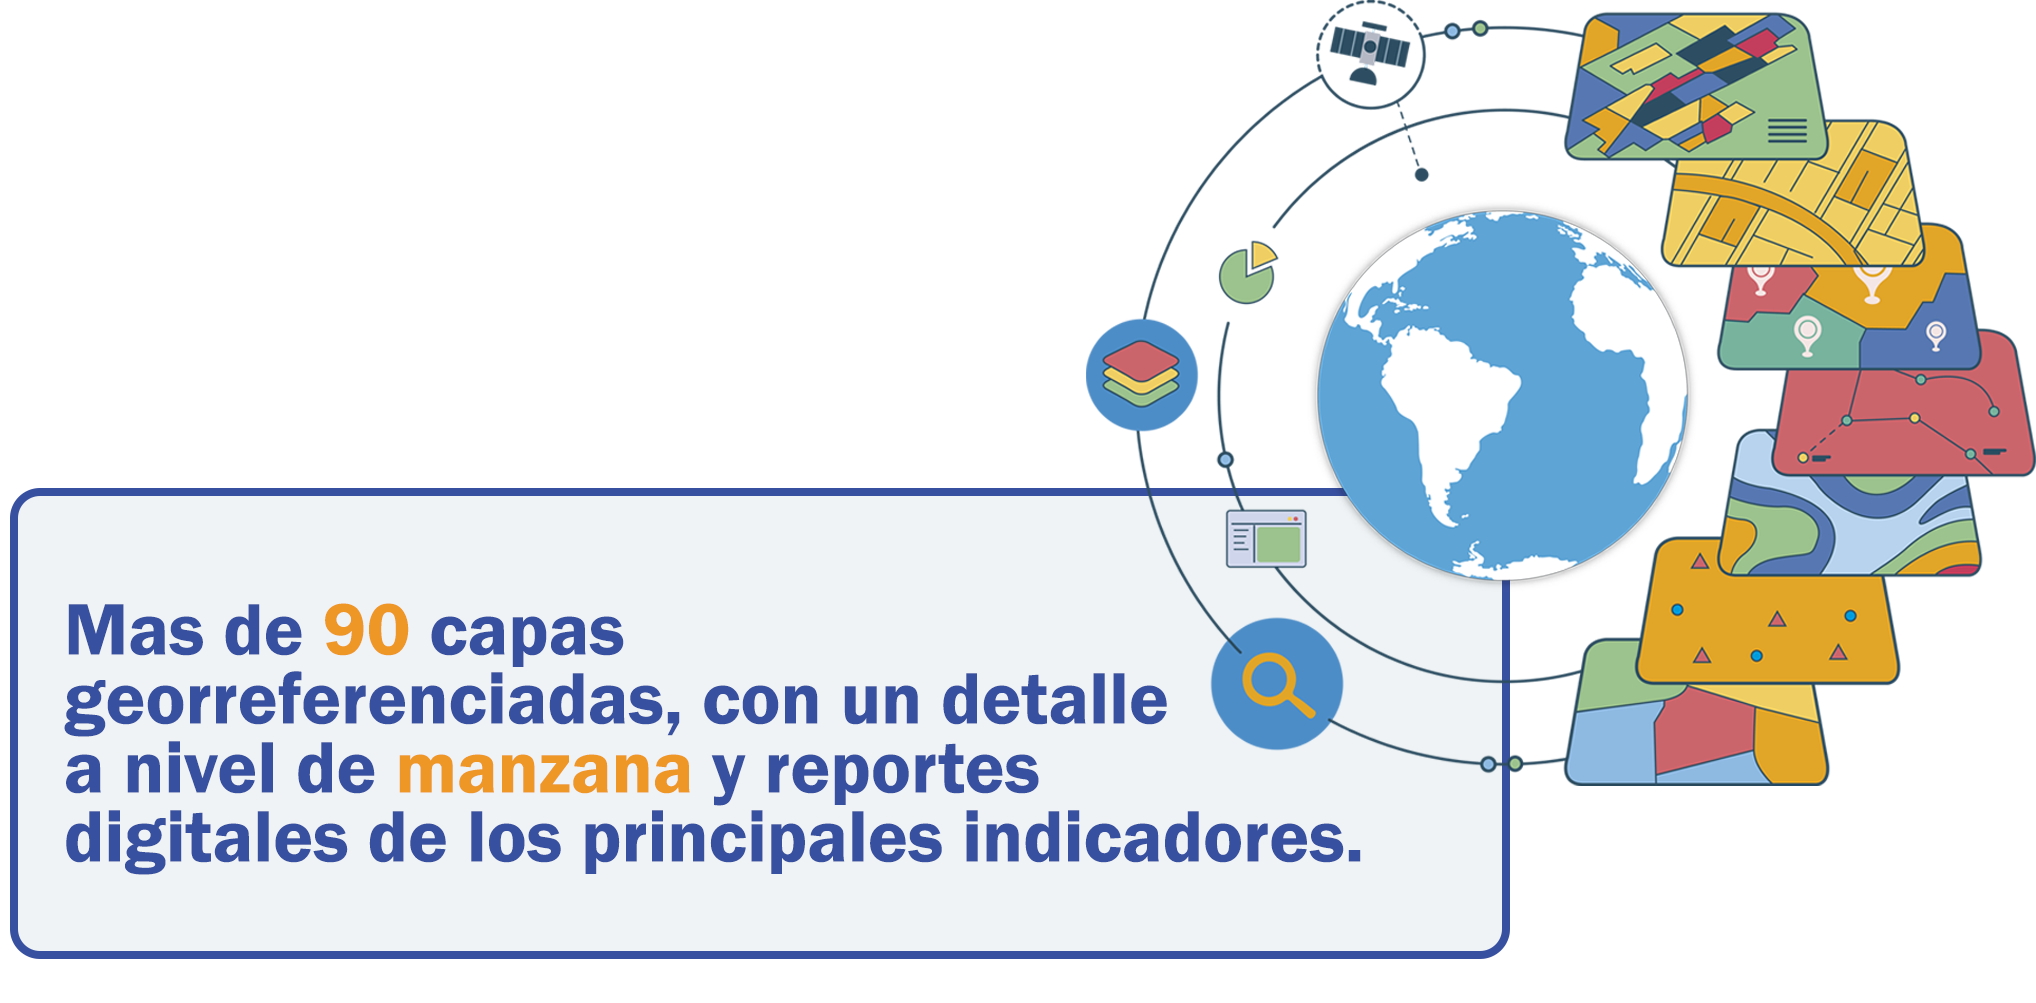 Mas de 90 capas
georreferenciadas, con un detalle
a nivel de manzana y reportes
digitales de los principales indicadores.